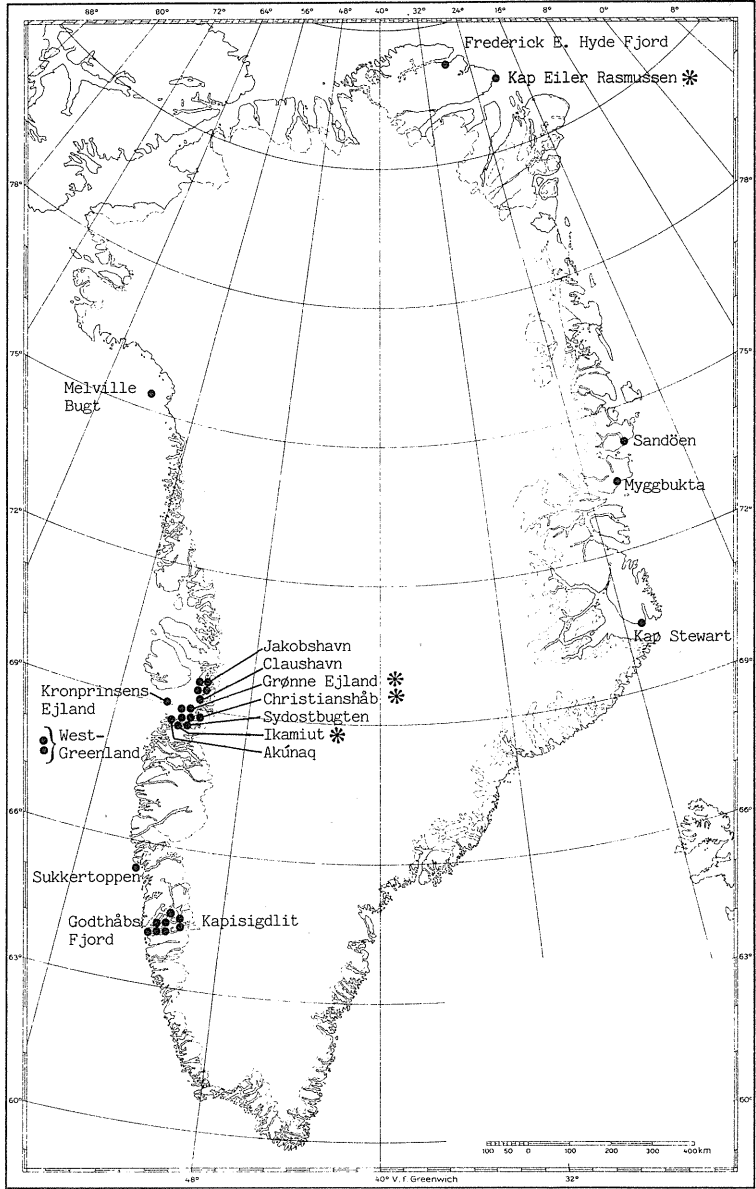 88° 80° 72° 64° 56° 48° 40° 32° 24° 16° 8° 0° 8°
Frederick E. Hyde Fjord
Kap Eiler Rasmussen *
78° 78°
75° 75°
Melville
Bugt
Sandöen
Myggbukta
72° 72°
Kap Stewart
69° 69°
Jakobshavn
Claushavn
Grønne Ejland *
Christianshåb *
Sydostbugten
Ikamiut *
Akúnaq
Kronprinsens
Ejland
West-
Greenland
66° 66°
Sukkertoppen
Godthåbs
Fjord
Kapisigdlit
63° 63°
60° 60°
100 50 0 100 200 300 400km
48° 40° V. f. Greenwich 32°